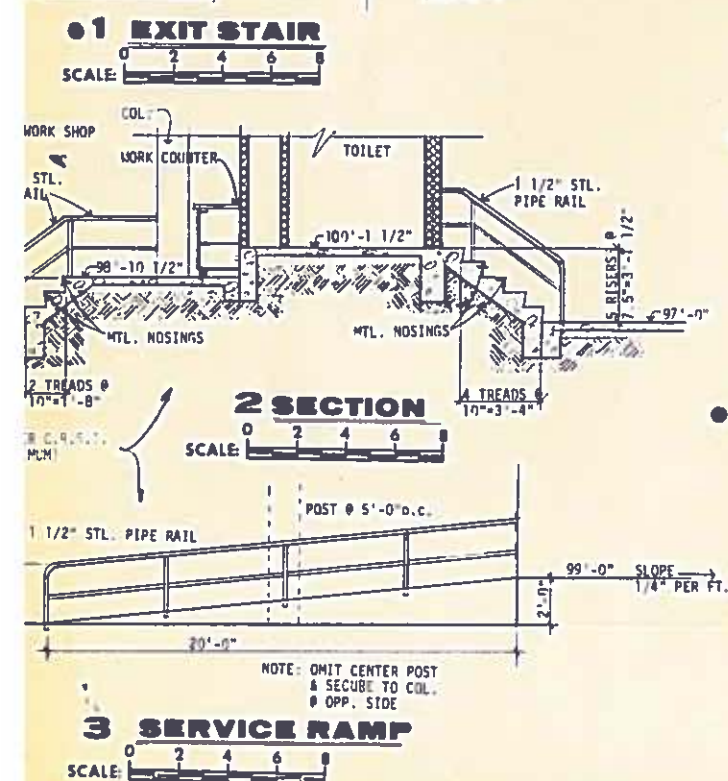 1 EXIT STAIR
0 2 4 6 8
SCALE:
COL.
WORK SHOP
WORK COUNTER
TOILET
STL.
1 1/2" STL.
PIPE RAIL
100'-1 1/2"
98'-10 1/2"
5 RISERS @
7.5"=3'-1 1/2"
97'-0"
MTL. NOSINGS
MTL. NOSINGS
2 TREADS @
10"=1'-8"
4 TREADS @
10"=3'-4"
2 SECTION
0 2 4 6 8
SCALE:
POST @ 5'-0"o.c.
1 1/2" STL. PIPE RAIL
99'-0" SLOPE
1/4" PER FT.
2'-0"
20'-0"
NOTE: OMIT CENTER POST
& SECURE TO COL.
@ OPP. SIDE
3 SERVICE RAMP
0 2 4 6 8
SCALE: